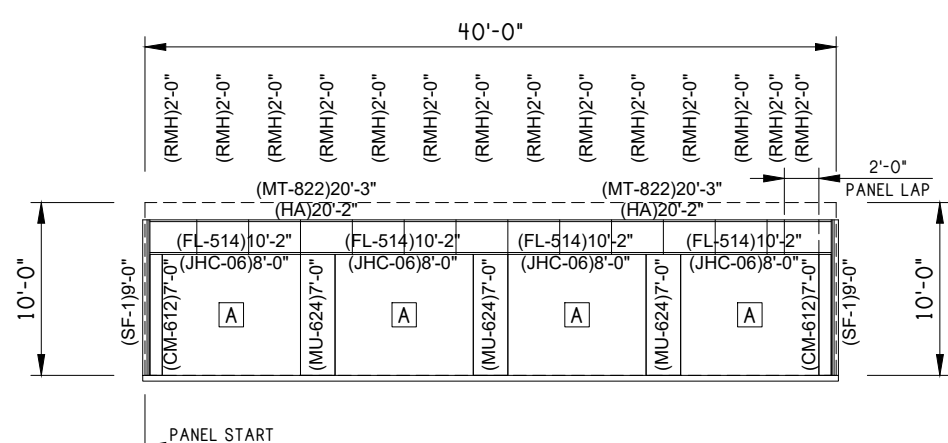 40'-0"
(RMH)2'-0"
(RMH)2'-0"
(RMH)2'-0"
(RMH)2'-0"
(RMH)2'-0"
(RMH)2'-0"
(RMH)2'-0"
(RMH)2'-0"
(RMH)2'-0"
(RMH)2'-0"
(RMH)2'-0"
(RMH)2'-0"
(RMH)2'-0"
2'-0"
PANEL LAP
(MT-822)20'-3"
(MT-822)20'-3"
(HA)20'-2"
(HA)20'-2"
(FL-514)10'-2"
(FL-514)10'-2"
(FL-514)10'-2"
(FL-514)10'-2"
(JHC-06)8'-0"
(JHC-06)8'-0"
(JHC-06)8'-0"
(JHC-06)8'-0"
10'-0"
(SF-1)9'-0"
(CM-612)7'-0"
A
(MU-624)7'-0"
A
(MU-624)7'-0"
A
(MU-624)7'-0"
A
(CM-612)7'-0"
(SF-1)9'-0"
10'-0"
PANEL START